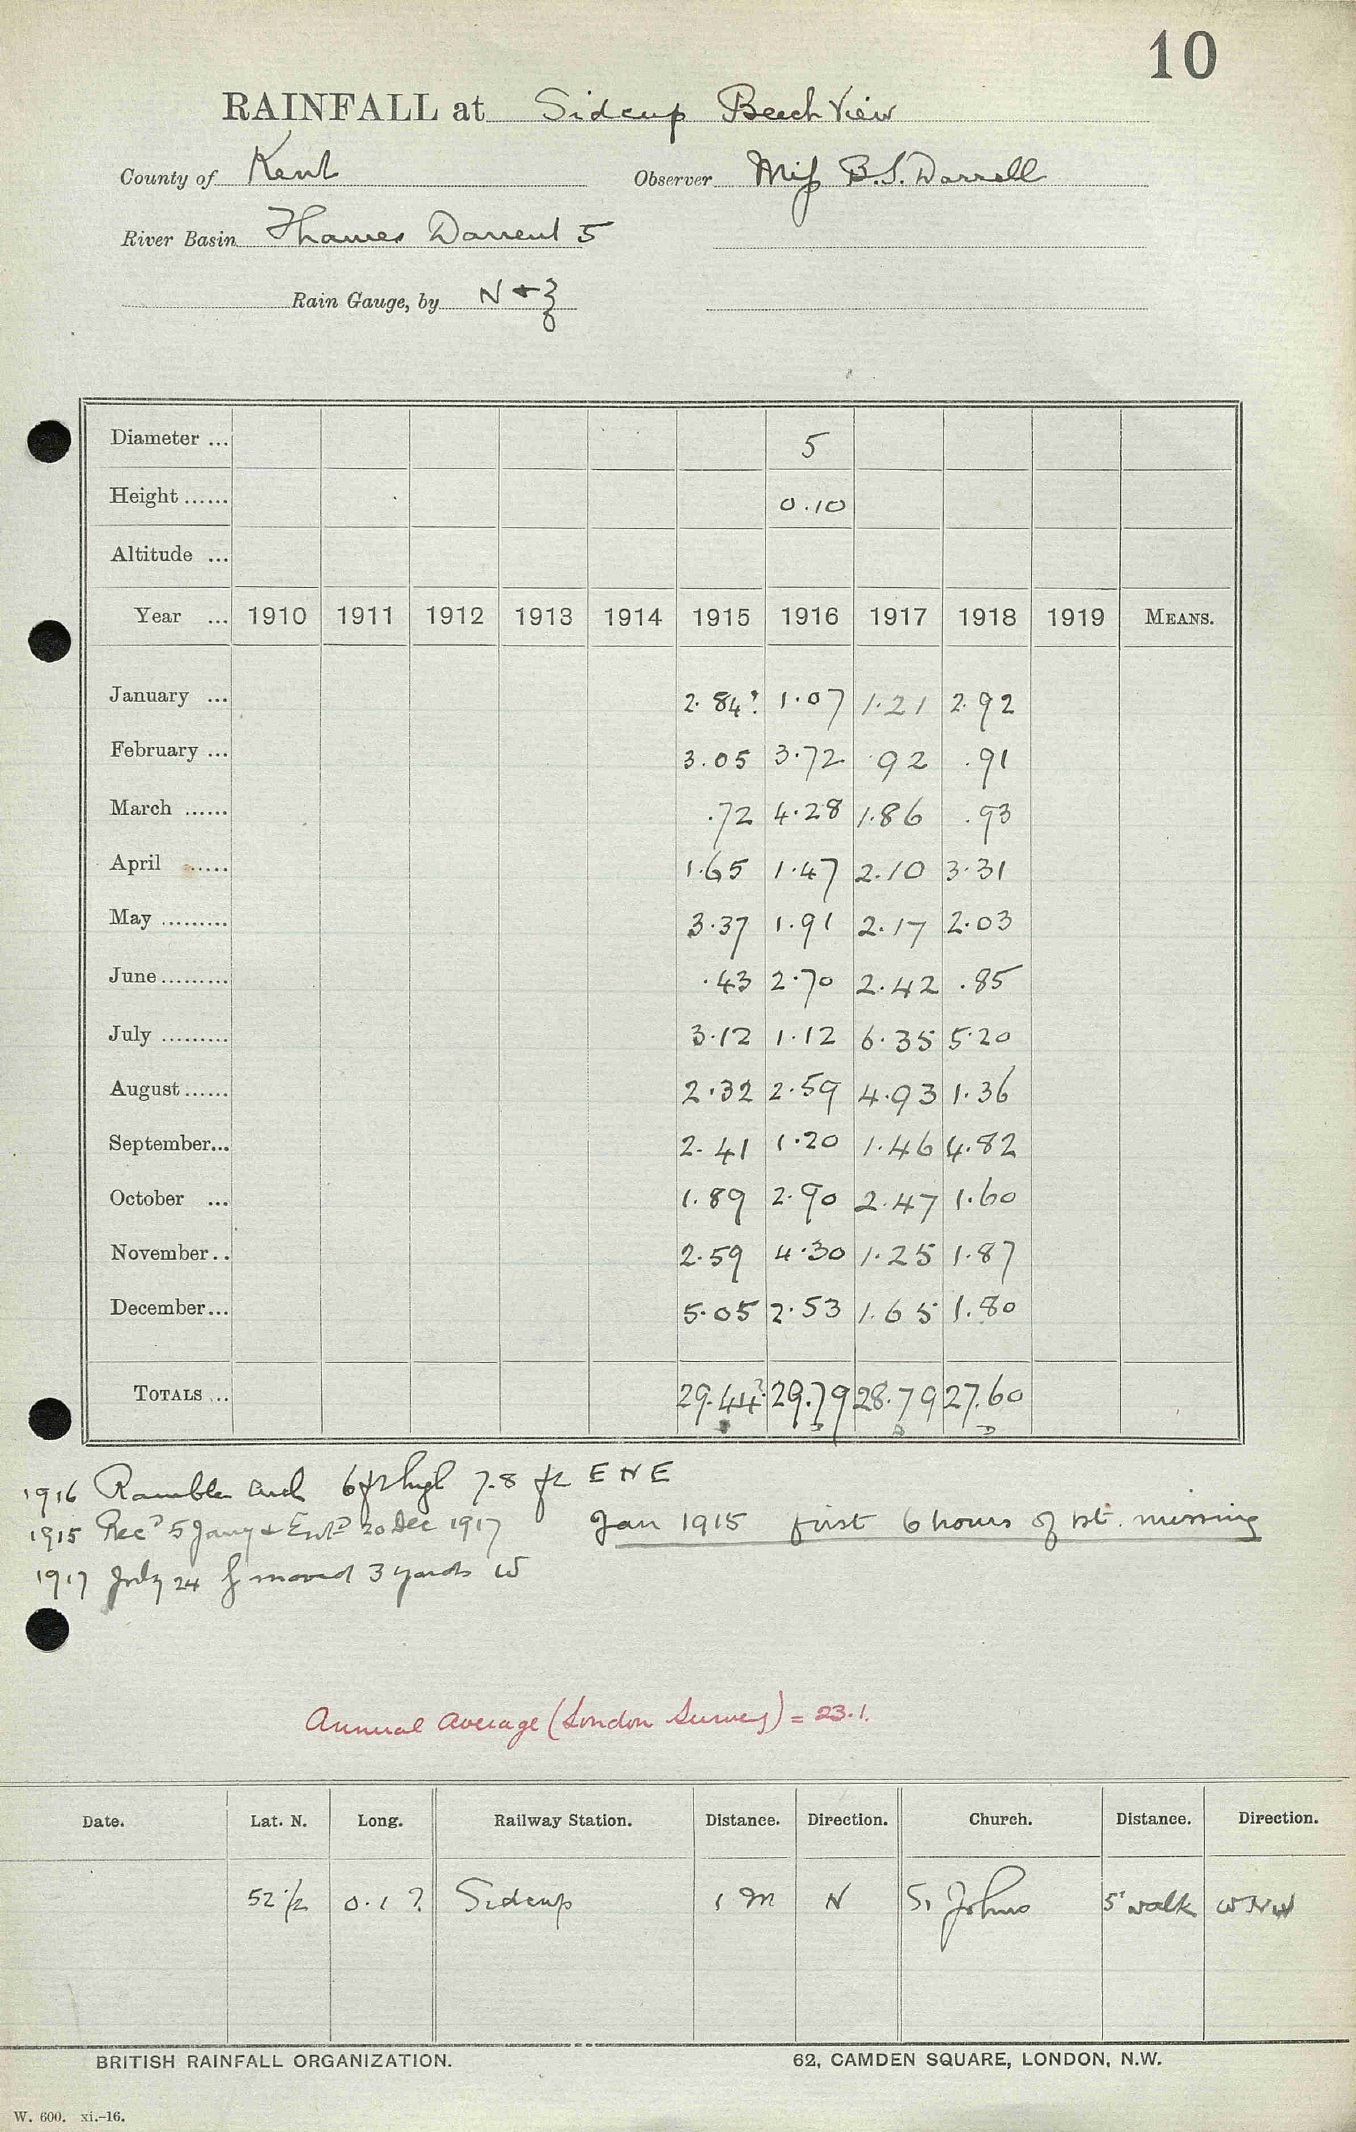 10
RAINFALL at Sidcup Beech View
County of Kent Observer Miss B.S. Darrell
River Basin Thames Darent 5
Rain Gauge, by N + Z
Diameter ... 5
Height ...... 0.10
Altitude ...
Year ... 1910 1911 1912 1913 1914 1915 1916 1917 1918 1919 MEANS.
January ... 2.84? 1.07 1.21 2.92
February ... 3.05 3.72 .92 .91
March ...... .72 4.28 1.86 .93
April ...... 1.65 1.47 2.10 3.31
May ......... 3.37 1.91 2.17 2.03
June ......... .43 2.70 2.42 .85
July ......... 3.12 1.12 6.35 5.20
August ...... 2.32 2.59 4.93 1.36
September... 2.41 1.20 1.46 4.82
October ... 1.89 2.90 2.47 1.60
November .. 2.59 4.30 1.25 1.87
December... 5.05 2.53 1.65 1.80
TOTALS ... 29.44? 29.79 28.79 27.60
1916 Rambler Arch 6 ft high 7.8 ft E N E
1915 Recd 5 Jany & Entd 20 Dec 1917 Jan 1915 first 6 hours of 1st. missing
1917 July 24 g moved 3 yards W
Annual Average (London Survey) = 23.1.
Date. Lat. N. Long. Railway Station. Distance. Direction. Church. Distance. Direction.
52 1/2 0.1 ? Sidcup 1 M N St Johns 5' walk WNW
BRITISH RAINFALL ORGANIZATION. 62, CAMDEN SQUARE, LONDON, N.W.
W. 600. xi.-16.